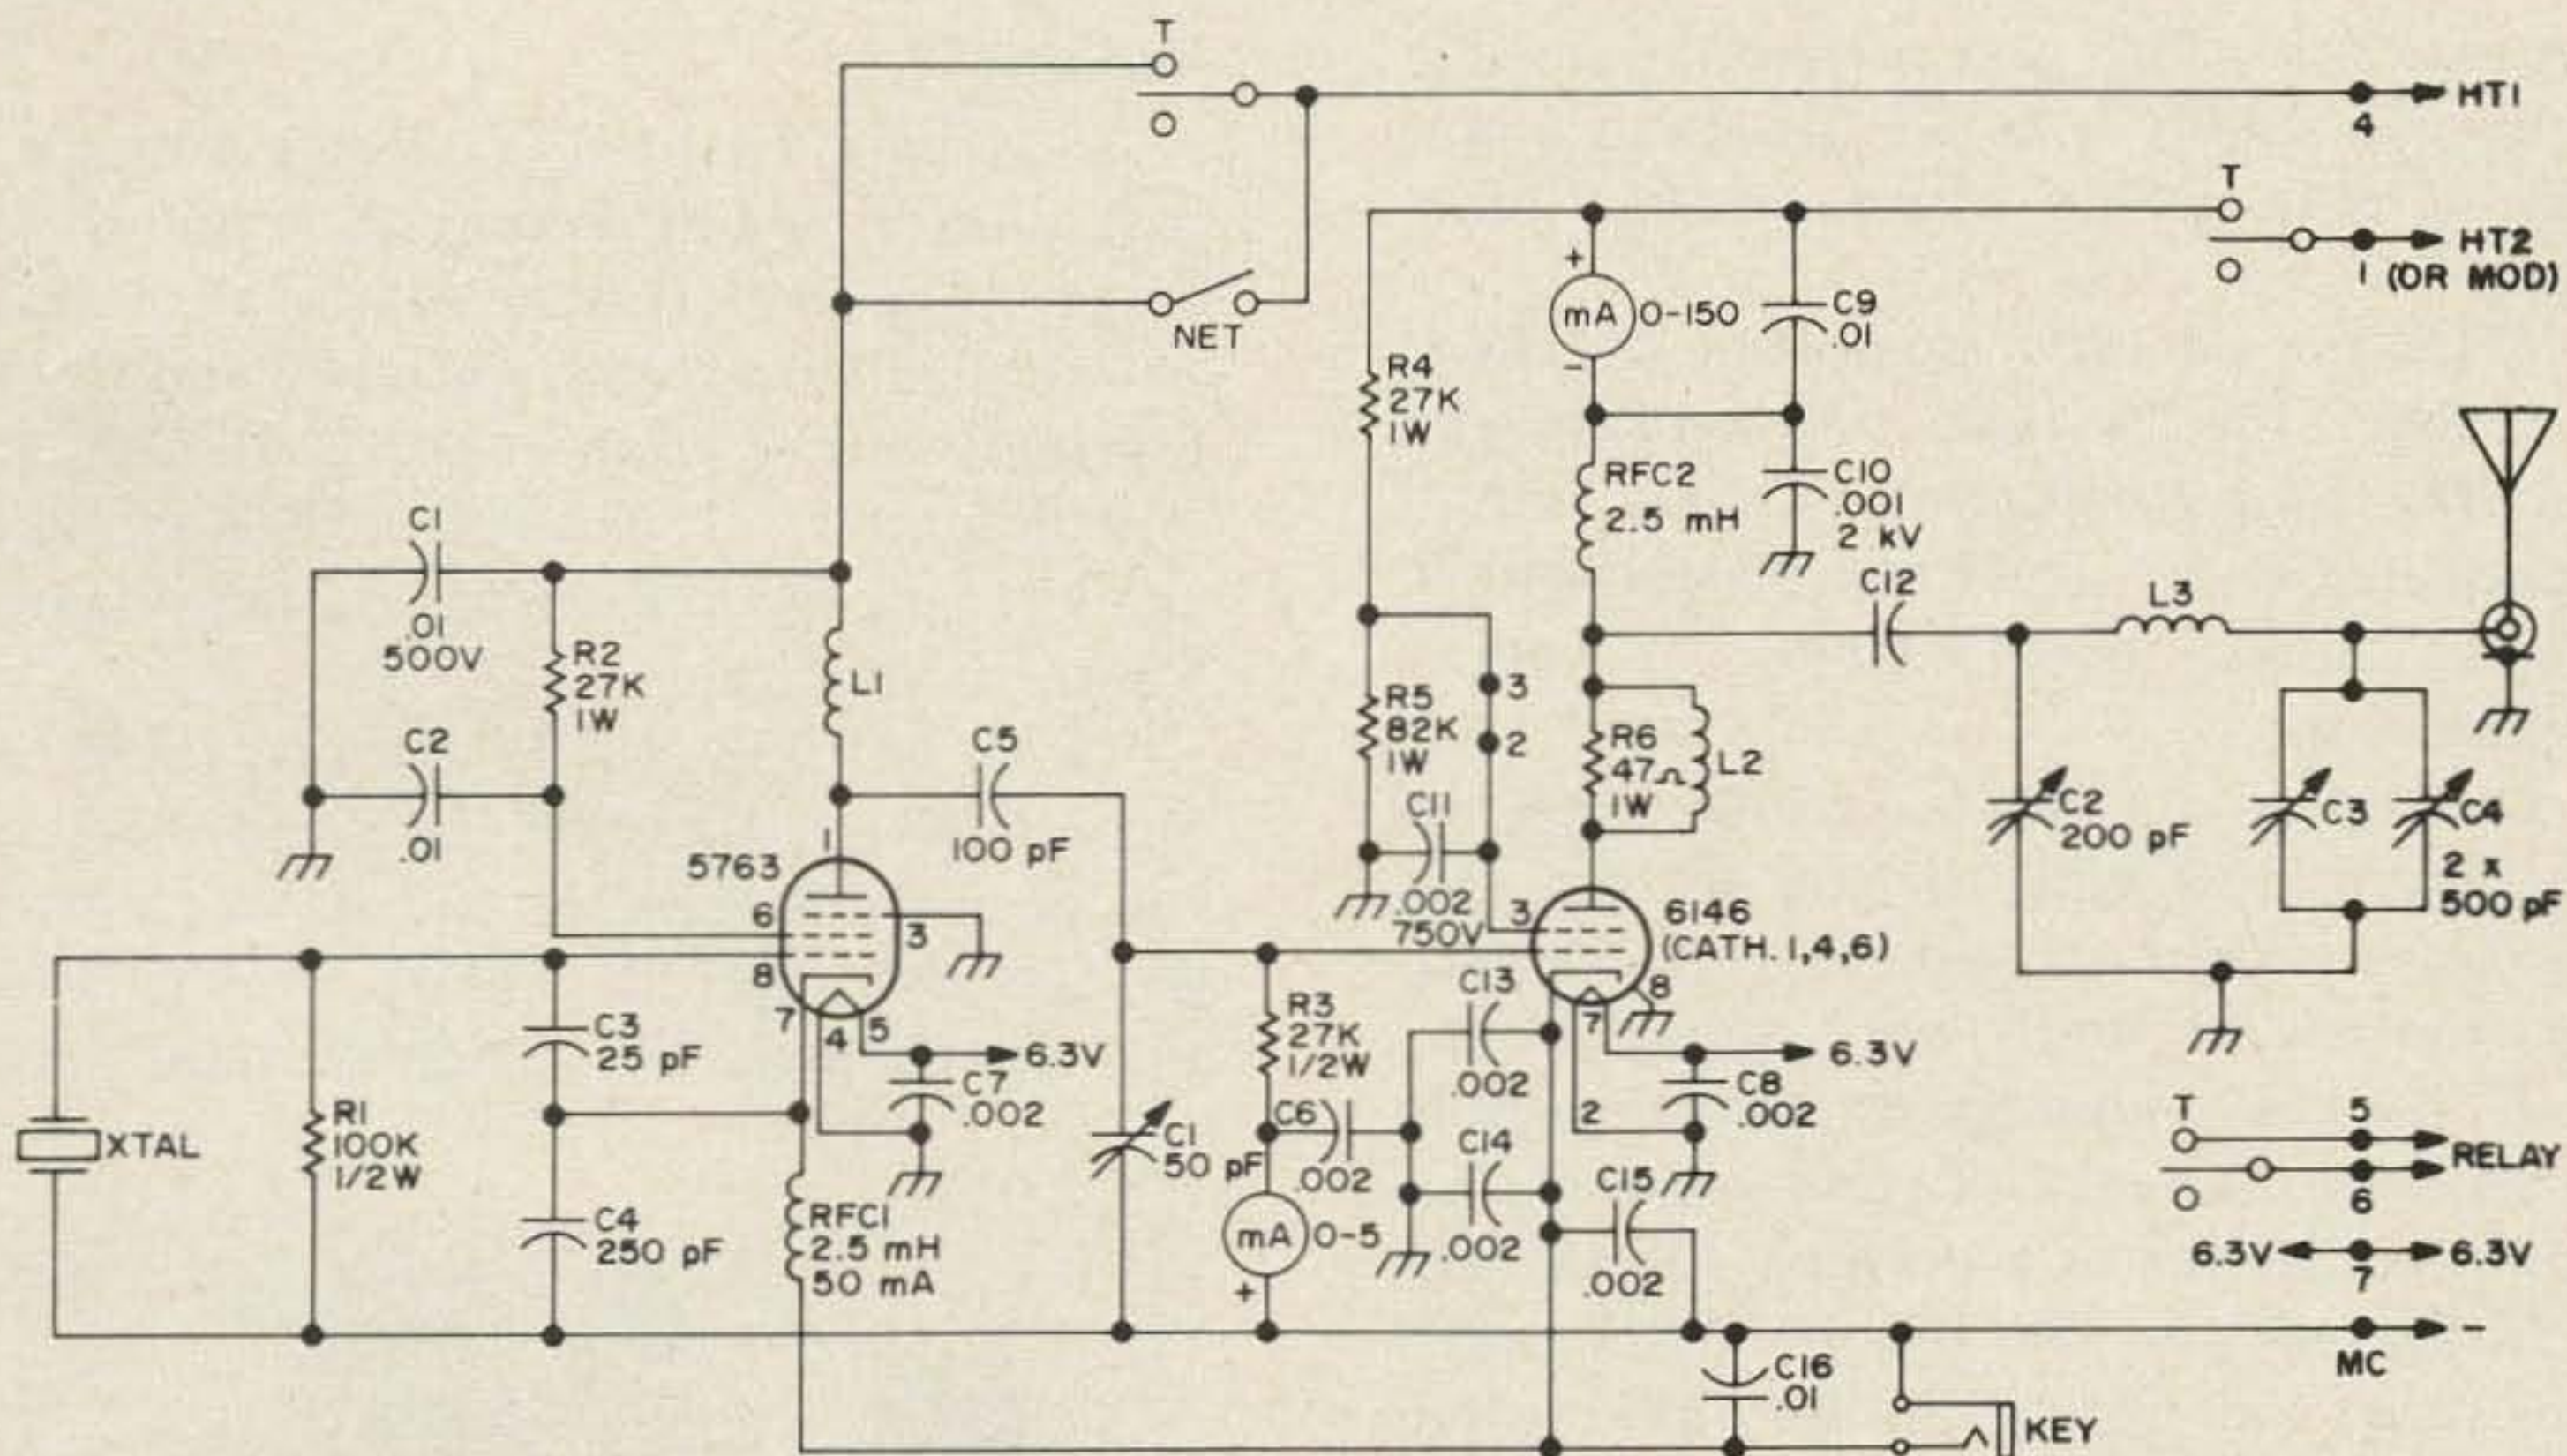 T
HT1
4
T
HT2
1 (OR MOD)
NET
+
mA
0-150
-
C9
.01
R4
27K
1W
RFC2
2.5 mH
C10
.001
2 kV
C1
.01
500V
R2
27K
1W
L1
C12
L3
C2
.01
C5
100 pF
R5
82K
1W
3
2
R6
47Ω
1W
L2
C11
.002
750V
C2
200 pF
C3
C4
2 x
500 pF
5763
1
6
3
8
7
4
5
6.3V
C7
.002
3
6146
(CATH. 1,4,6)
8
7
2
6.3V
C8
.002
C3
25 pF
R3
27K
1/2W
C13
.002
XTAL
R1
100K
1/2W
C1
50 pF
C6
.002
C14
.002
C15
.002
C4
250 pF
RFC1
2.5 mH
50 mA
mA
0-5
+
T
5
RELAY
6
6.3V
6.3V
7
-
MC
C16
.01
KEY